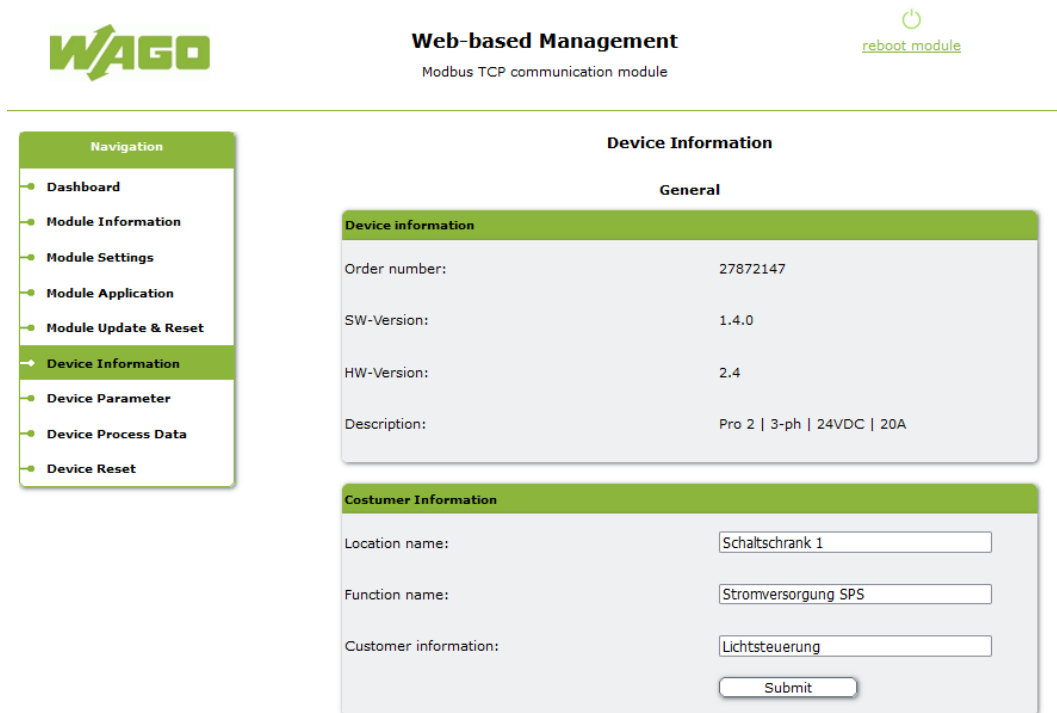 WAGO
Web-based Management
Modbus TCP communication module
reboot module
Navigation
Dashboard
Module Information
Module Settings
Module Application
Module Update & Reset
Device Information
Device Parameter
Device Process Data
Device Reset
Device Information
General
Device information
Order number: 27872147
SW-Version: 1.4.0
HW-Version: 2.4
Description: Pro 2 | 3-ph | 24VDC | 20A
Costumer Information
Location name: Schaltschrank 1
Function name: Stromversorgung SPS
Customer information: Lichtsteuerung
Submit